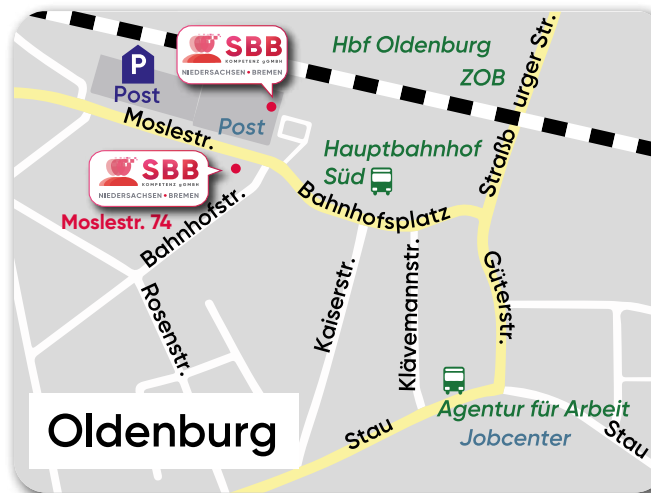 SBB
KOMPETENZ gGMBH
NIEDERSACHSEN • BREMEN
Hbf Oldenburg
ZOB
Straßburger Str.
P
Post
Post
Moslestr.
Hauptbahnhof
Süd
SBB
KOMPETENZ gGMBH
NIEDERSACHSEN • BREMEN
Moslestr. 74
Bahnhofstr.
Bahnhofsplatz
Rosenstr.
Kaiserstr.
Klävemannstr.
Güterstr.
Oldenburg
Stau
Agentur für Arbeit
Jobcenter
Stau